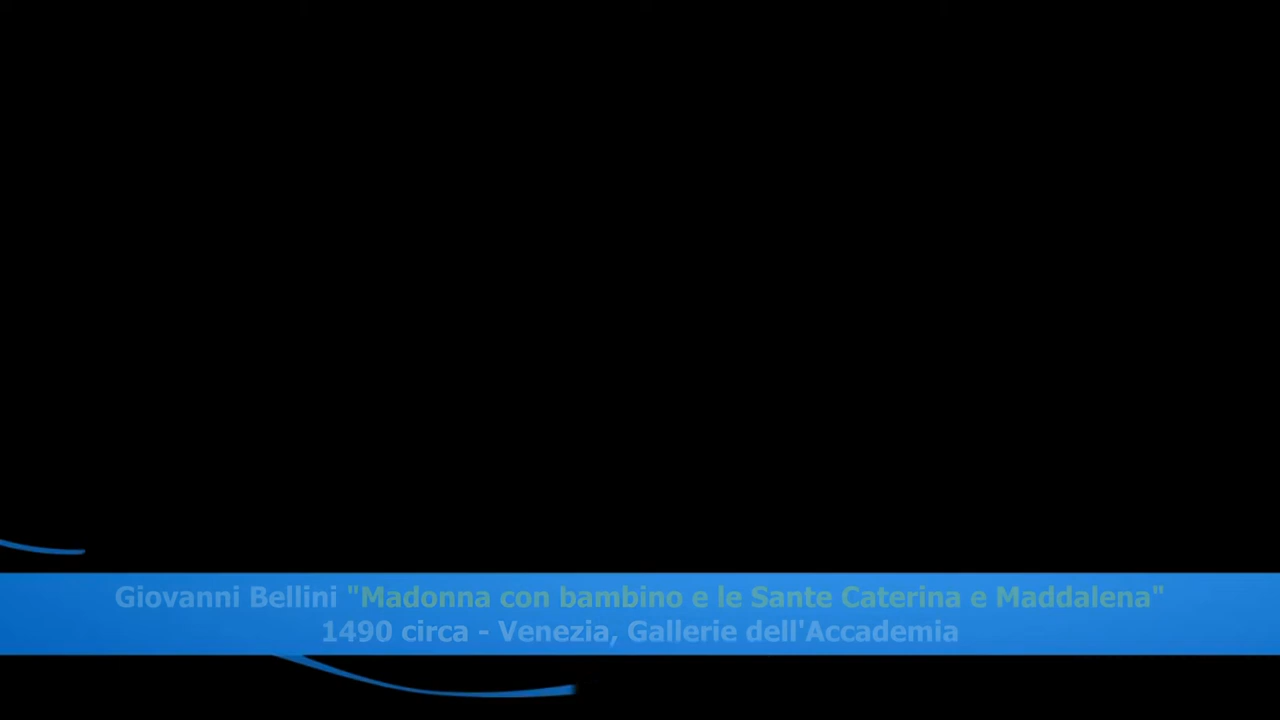 Giovanni Bellini "Madonna con bambino e le Sante Caterina e Maddalena"
1490 circa - Venezia, Gallerie dell'Accademia